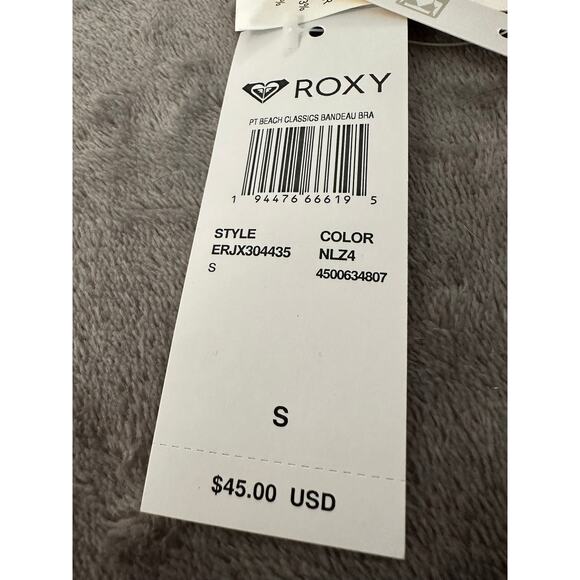 ROXY
PT BEACH CLASSICS BANDEAU BRA
1 94476 66619 5
STYLE COLOR
ERJX304435 NLZ4
S 4500634807
S
$45.00 USD